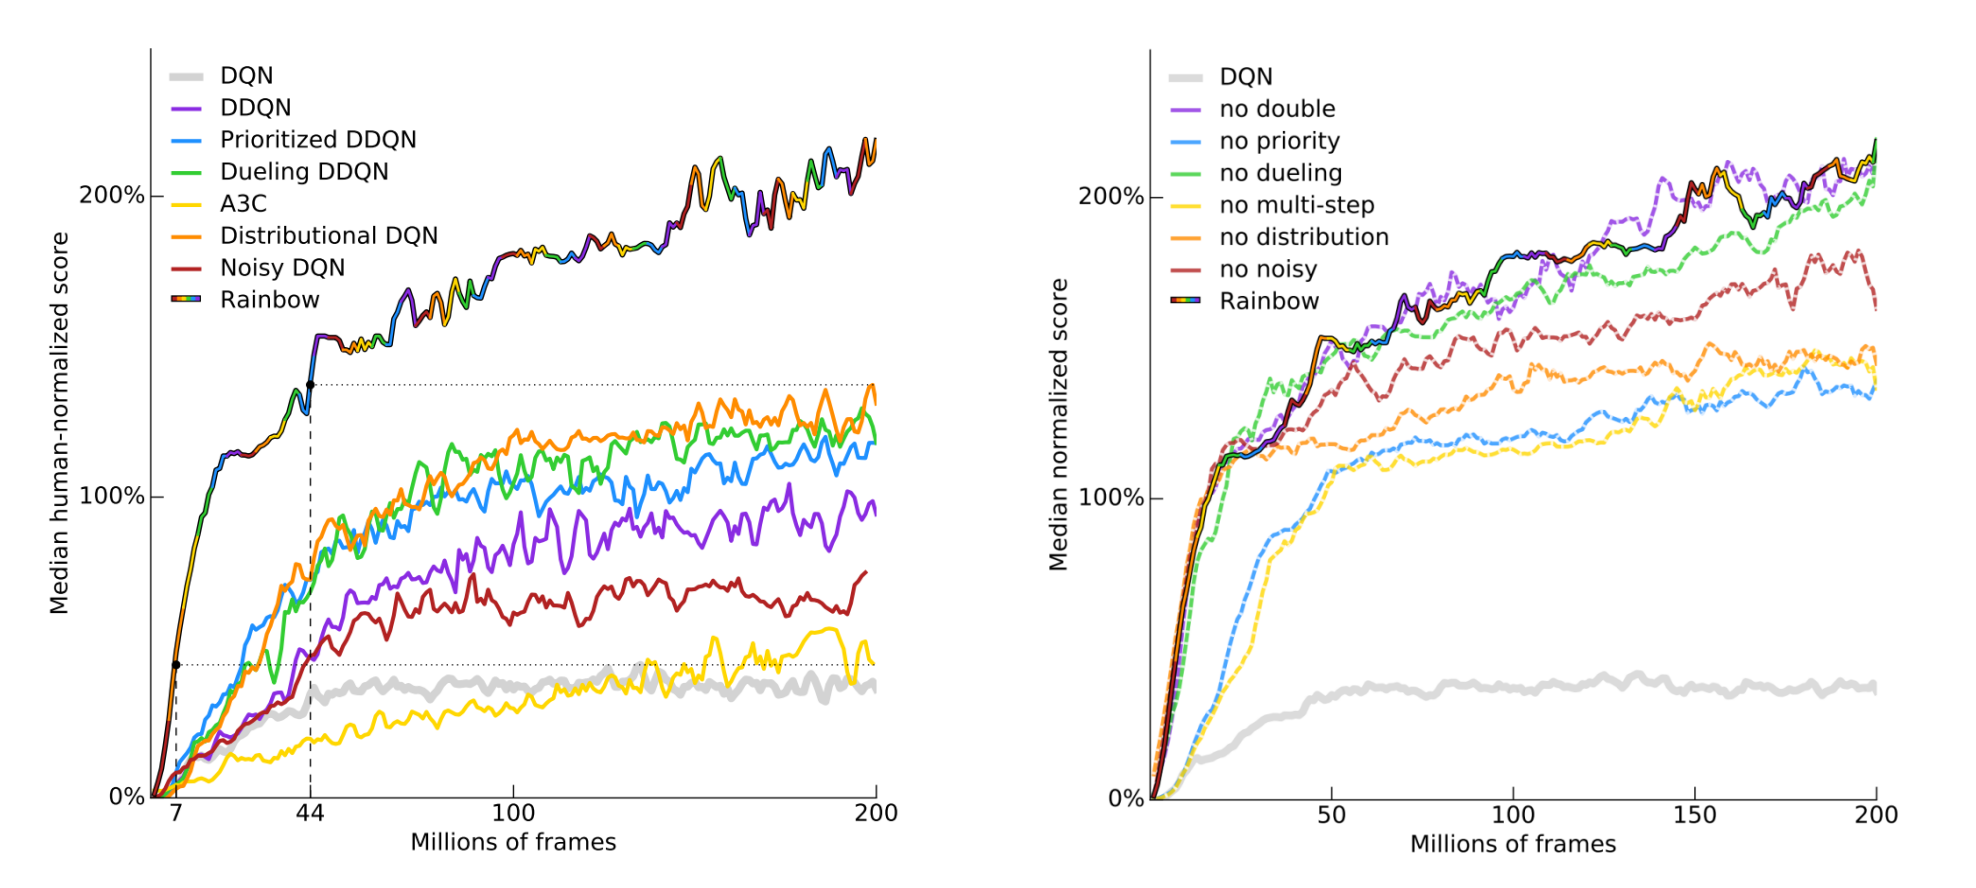 DQN
DDQN
Prioritized DDQN
Dueling DDQN
A3C
Distributional DQN
Noisy DQN
Rainbow
200%
100%
0%
Median human-normalized score
7 44 100 200
Millions of frames
DQN
no double
no priority
no dueling
no multi-step
no distribution
no noisy
Rainbow
200%
100%
0%
Median normalized score
50 100 150 200
Millions of frames